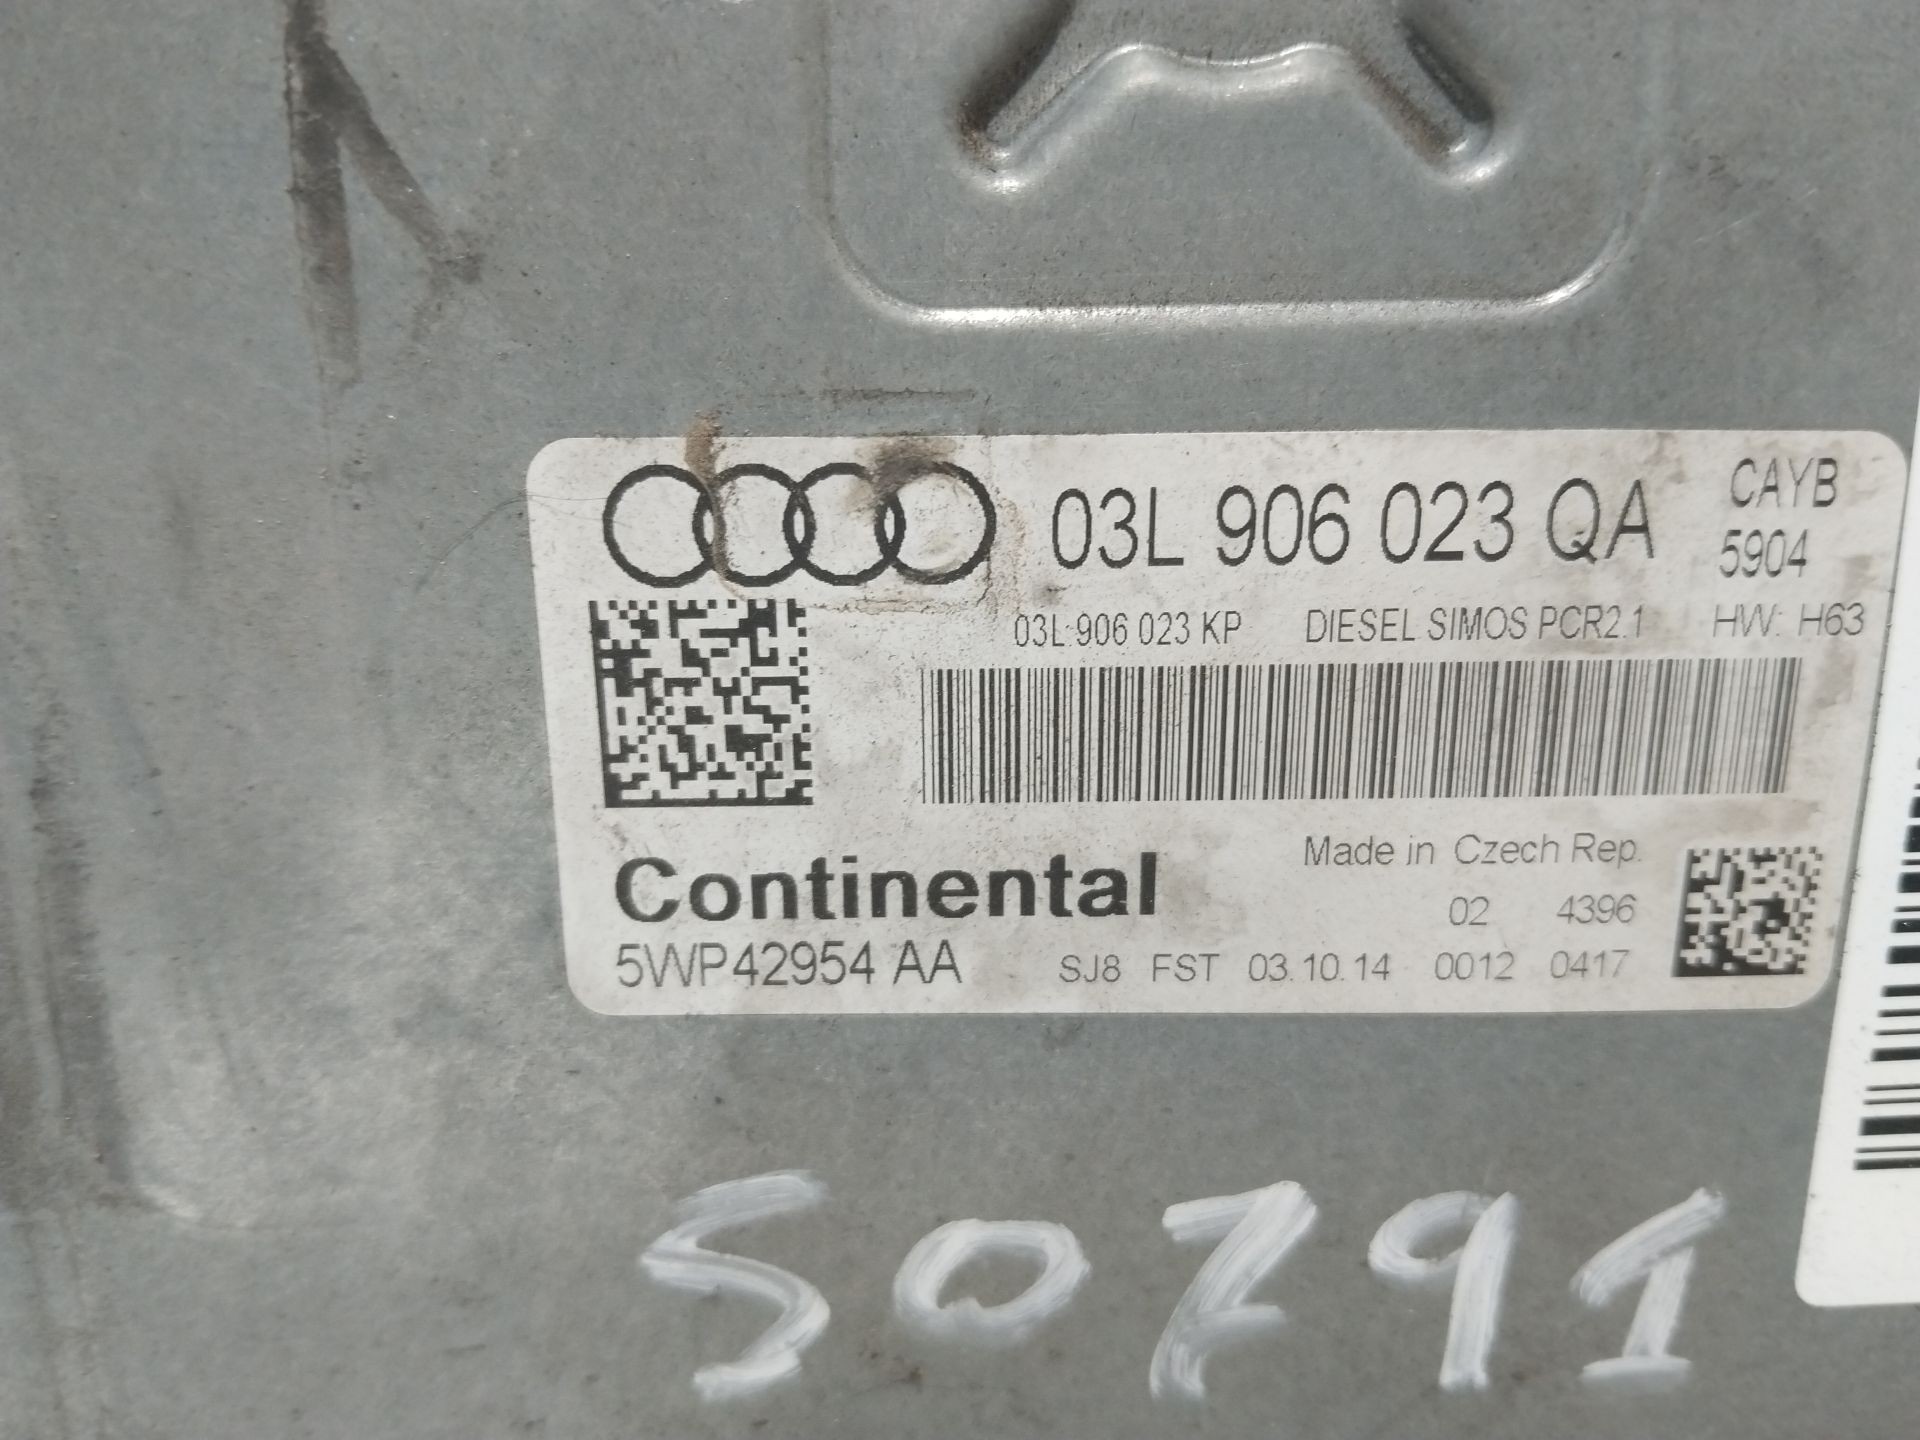 03L 906 023 QA CAYB
5904
03L 906 023 KP DIESEL SIMOS PCR2.1 HW: H63
Made in Czech Rep.
Continental
02 4396
5WP42954 AA SJ8 FST 03.10.14 0012 0417
50791